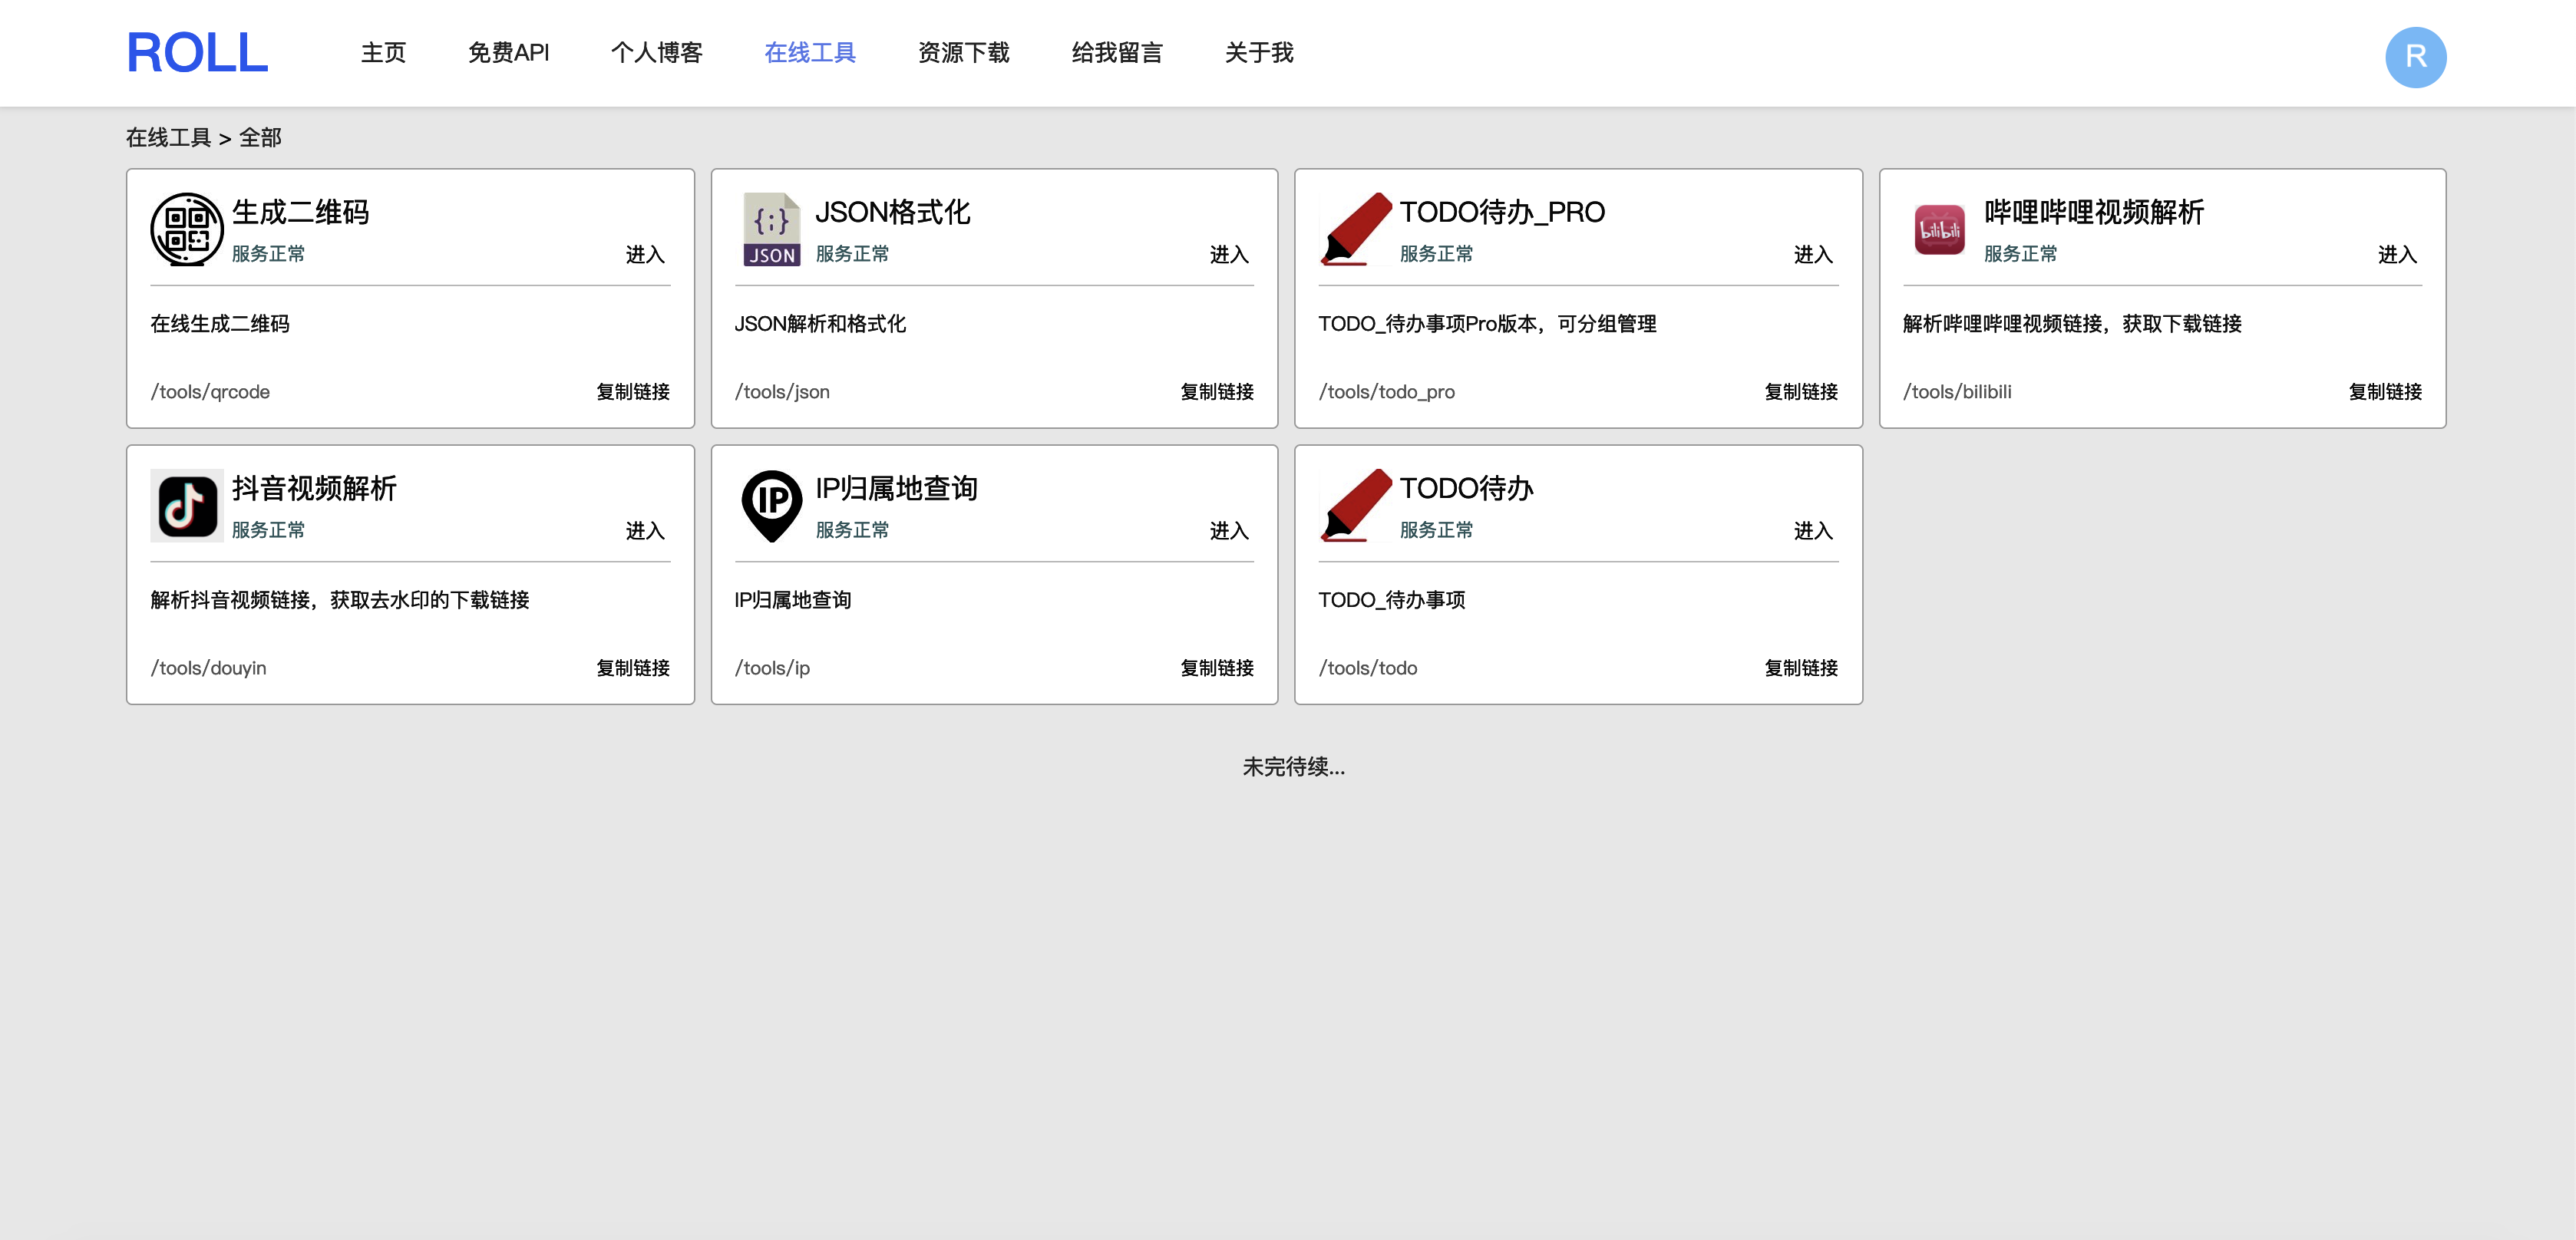 ROLL 主页 免费API 个人博客 在线工具 资源下载 给我留言 关于我 R
在线工具 > 全部
生成二维码
服务正常 进入
在线生成二维码
/tools/qrcode 复制链接
{;}
JSON
JSON格式化
服务正常 进入
JSON解析和格式化
/tools/json 复制链接
TODO待办_PRO
服务正常 进入
TODO_待办事项Pro版本，可分组管理
/tools/todo_pro 复制链接
bilibili
哔哩哔哩视频解析
服务正常 进入
解析哔哩哔哩视频链接，获取下载链接
/tools/bilibili 复制链接
抖音视频解析
服务正常 进入
解析抖音视频链接，获取去水印的下载链接
/tools/douyin 复制链接
IP
IP归属地查询
服务正常 进入
IP归属地查询
/tools/ip 复制链接
TODO待办
服务正常 进入
TODO_待办事项
/tools/todo 复制链接
未完待续...